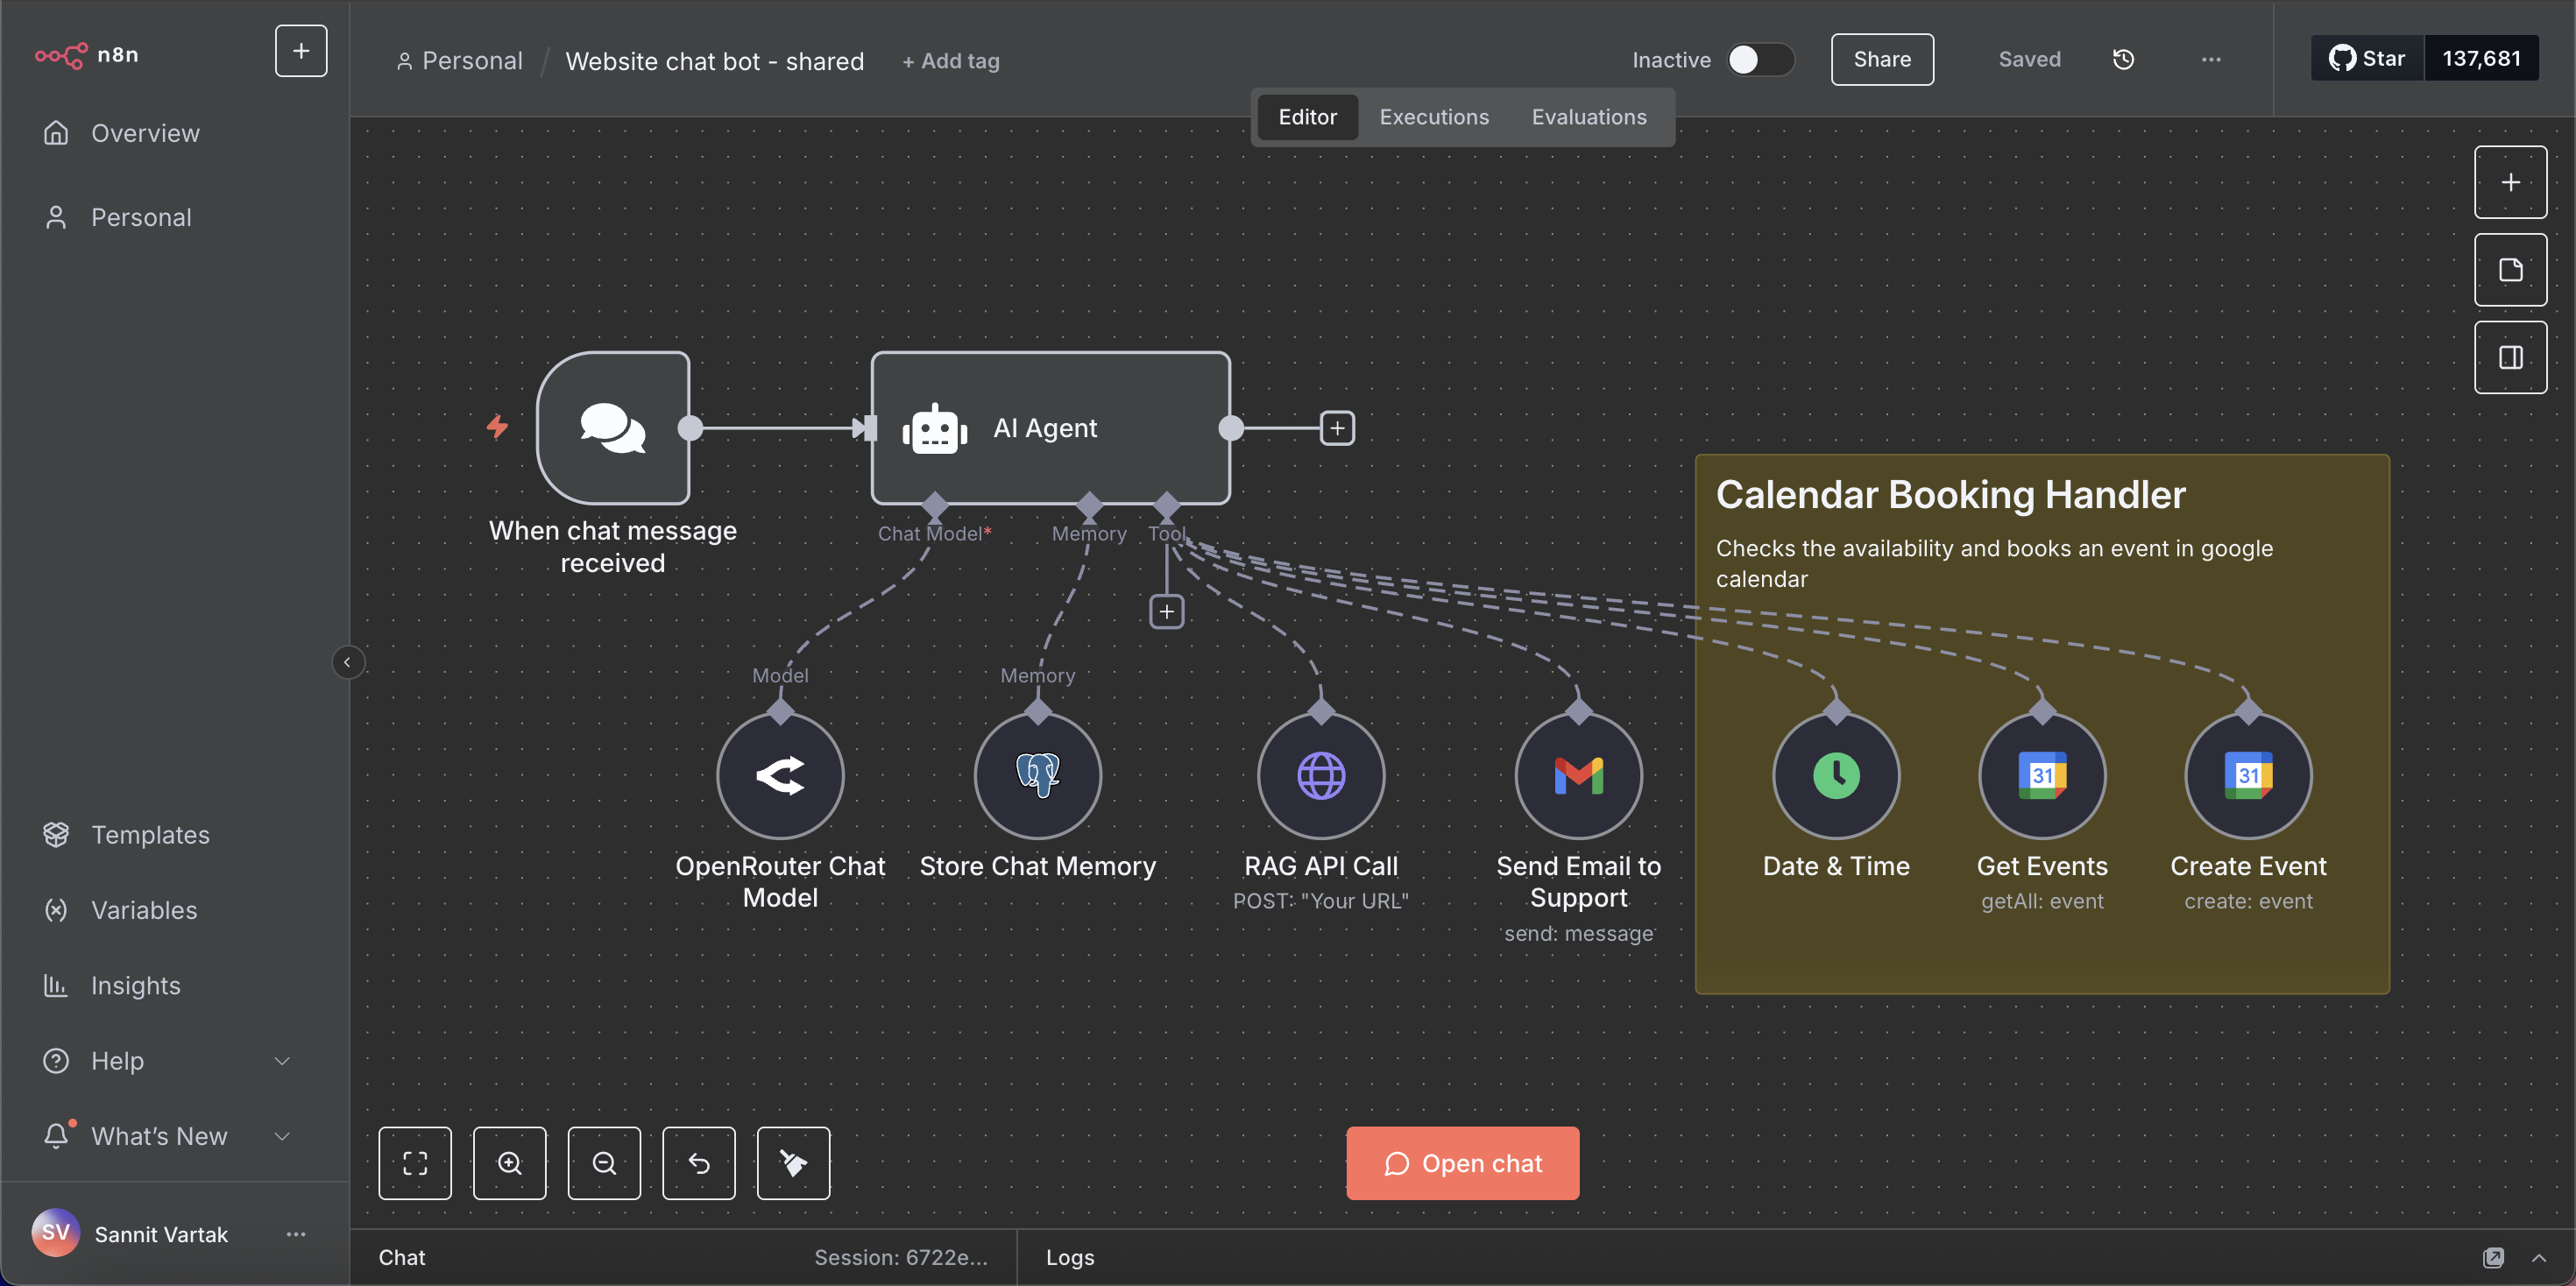 n8n
Overview
Personal
Templates
Variables
Insights
Help
What's New
SV
Sannit Vartak
Personal / Website chat bot - shared + Add tag
Inactive
Share
Saved
Star 137,681
Editor Executions Evaluations
AI Agent
When chat message
received
Chat Model* Memory Tool
Model
Memory
OpenRouter Chat
Model
Store Chat Memory
RAG API Call
POST: "Your URL"
Send Email to
Support
send: message
Calendar Booking Handler
Checks the availability and books an event in google
calendar
31
31
Date & Time
Get Events
getAll: event
Create Event
create: event
Open chat
Chat
Session: 6722e...
Logs